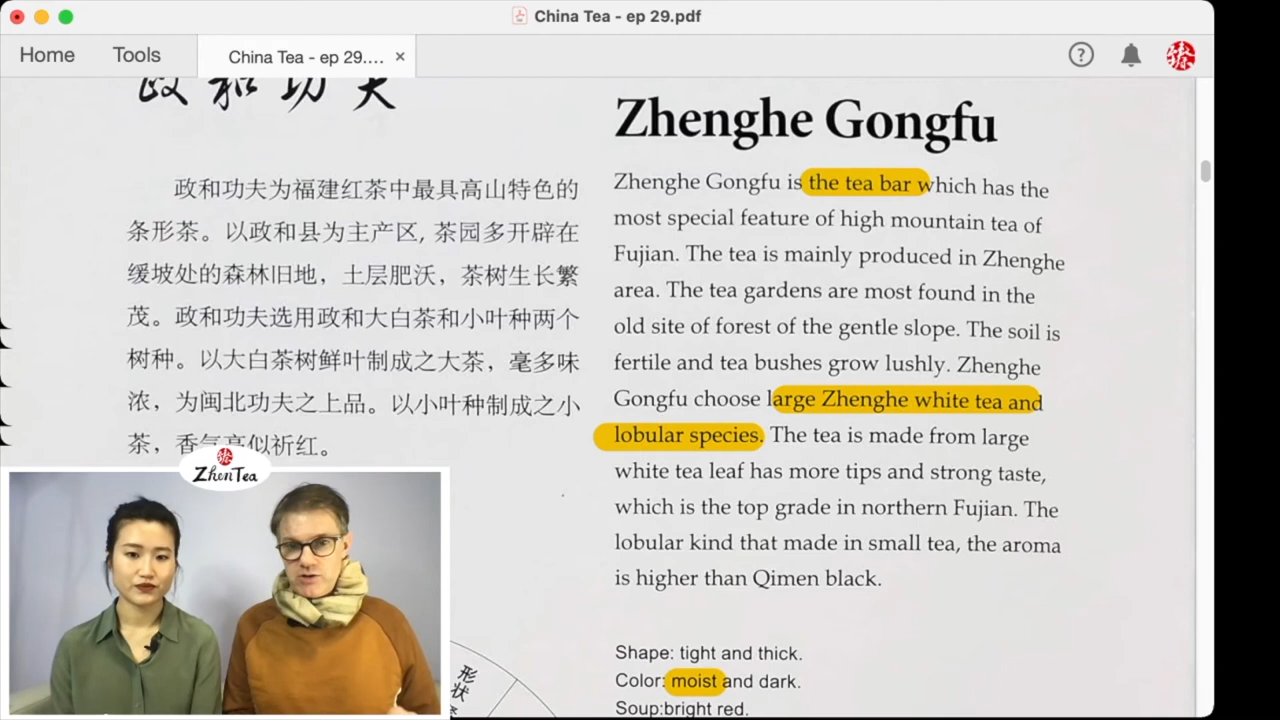 China Tea - ep 29.pdf
Home
Tools
China Tea - ep 29....
×
?
政和功夫
政和功夫为福建红茶中最具高山特色的
条形茶。以政和县为主产区, 茶园多开辟在
缓坡处的森林旧地，土层肥沃，茶树生长繁
茂。政和功夫选用政和大白茶和小叶种两个
树种。以大白茶树鲜叶制成之大茶，毫多味
浓，为闽北功夫之上品。以小叶种制成之小
茶，香气高似祈红。
Zhenghe Gongfu
Zhenghe Gongfu is the tea bar which has the
most special feature of high mountain tea of
Fujian. The tea is mainly produced in Zhenghe
area. The tea gardens are most found in the
old site of forest of the gentle slope. The soil is
fertile and tea bushes grow lushly. Zhenghe
Gongfu choose large Zhenghe white tea and
lobular species. The tea is made from large
white tea leaf has more tips and strong taste,
which is the top grade in northern Fujian. The
lobular kind that made in small tea, the aroma
is higher than Qimen black.
Shape: tight and thick.
Color: moist and dark.
Soup:bright red.
形状
ZhenTea